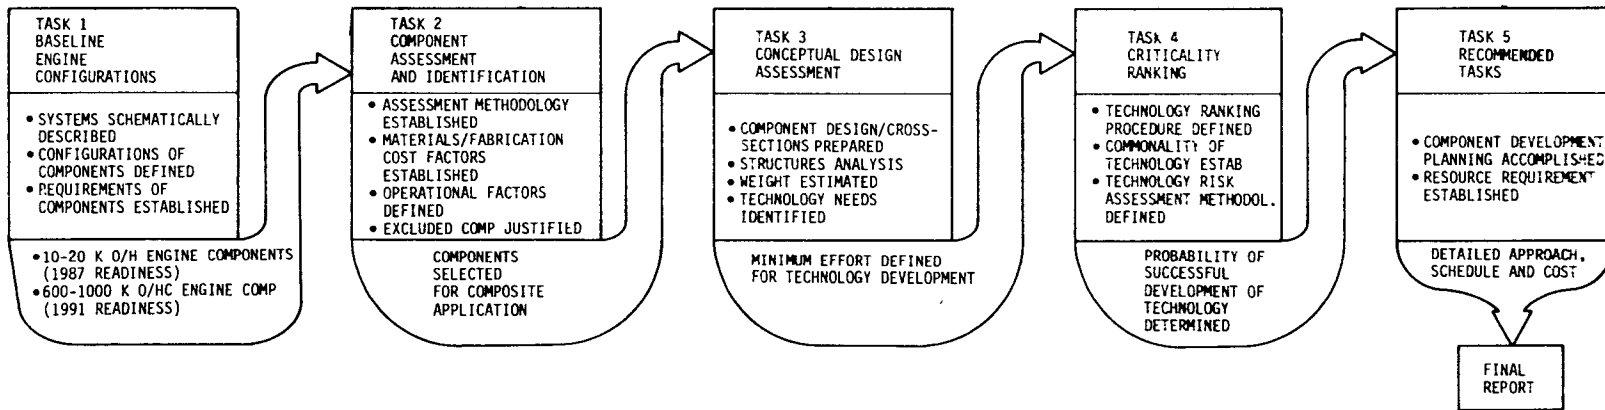 TASK 1
BASELINE
ENGINE
CONFIGURATIONS
• SYSTEMS SCHEMATICALLY
DESCRIBED
• CONFIGURATIONS OF
COMPONENTS DEFINED
• REQUIREMENTS OF
COMPONENTS ESTABLISHED
• 10-20 K O/H ENGINE COMPONENTS
(1987 READINESS)
• 600-1000 K O/HC ENGINE COMP
(1991 READINESS)
TASK 2
COMPONENT
ASSESSMENT
AND IDENTIFICATION
• ASSESSMENT METHODOLOGY
ESTABLISHED
• MATERIALS/FABRICATION
COST FACTORS
ESTABLISHED
• OPERATIONAL FACTORS
DEFINED
• EXCLUDED COMP JUSTIFIED
COMPONENTS
SELECTED
FOR COMPOSITE
APPLICATION
TASK 3
CONCEPTUAL DESIGN
ASSESSMENT
• COMPONENT DESIGN/CROSS-
SECTIONS PREPARED
• STRUCTURES ANALYSIS
• WEIGHT ESTIMATED
• TECHNOLOGY NEEDS
IDENTIFIED
MINIMUM EFFORT DEFINED
FOR TECHNOLOGY DEVELOPMENT
TASK 4
CRITICALITY
RANKING
• TECHNOLOGY RANKING
PROCEDURE DEFINED
• COMMONALITY OF
TECHNOLOGY ESTAB
• TECHNOLOGY RISK
ASSESSMENT METHODOL.
DEFINED
PROBABILITY OF
SUCCESSFUL
DEVELOPMENT OF
TECHNOLOGY
DETERMINED
TASK 5
RECOMMENDED
TASKS
• COMPONENT DEVELOPMENT
PLANNING ACCOMPLISHED
• RESOURCE REQUIREMENT
ESTABLISHED
DETAILED APPROACH,
SCHEDULE AND COST
FINAL
REPORT